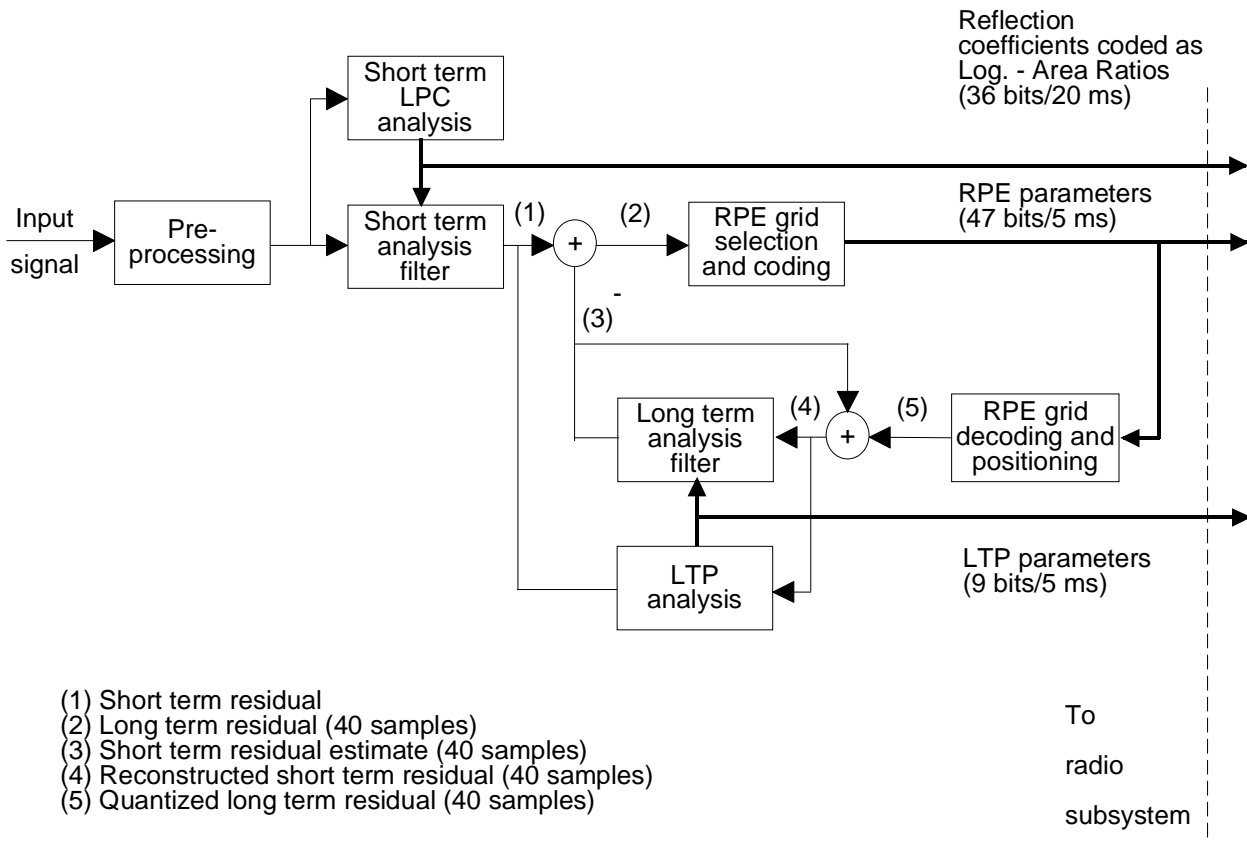 Reflection
coefficients coded as
Log. - Area Ratios
(36 bits/20 ms)
Short term
LPC
analysis
Input
signal
Pre-
processing
Short term
analysis
filter
(1)
+
(2)
RPE grid
selection
and coding
RPE parameters
(47 bits/5 ms)
-
(3)
Long term
analysis
filter
(4)
+
(5)
RPE grid
decoding and
positioning
LTP
analysis
LTP parameters
(9 bits/5 ms)
(1) Short term residual
(2) Long term residual (40 samples)
(3) Short term residual estimate (40 samples)
(4) Reconstructed short term residual (40 samples)
(5) Quantized long term residual (40 samples)
To
radio
subsystem